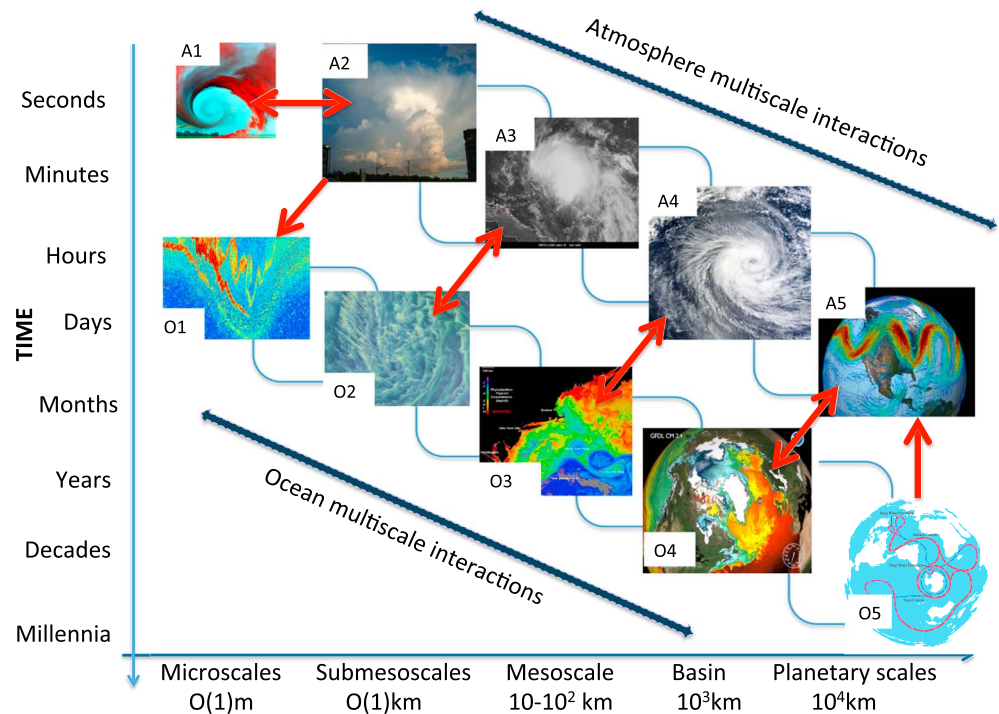 Atmosphere multiscale interactions
A1
A2
Seconds
A3
Minutes
A4
Hours
A5
Days
TIME
O1
O2
Months
GFDL CM 2.4
Years
O3
Ocean multiscale interactions
Decades
O4
O5
Millennia
Microscales
O(1)m
Submesoscales
O(1)km
Mesoscale
10-10² km
Basin
10³km
Planetary scales
10⁴km